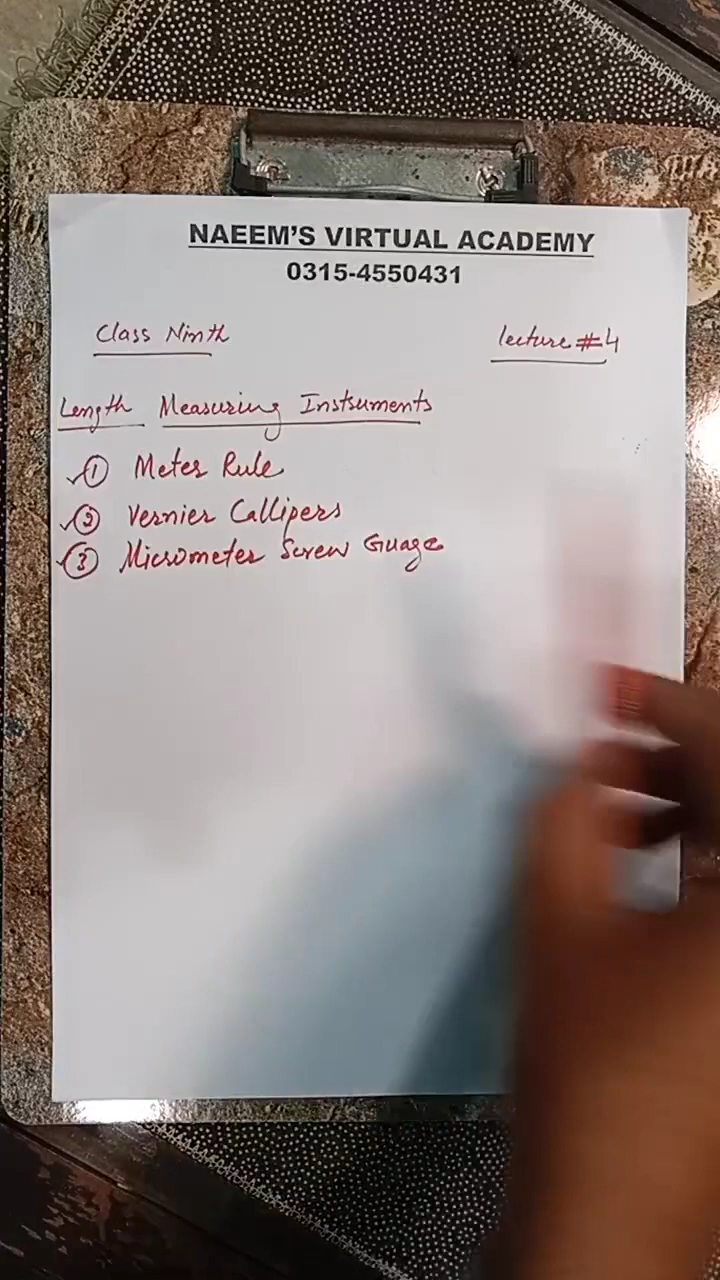 NAEEM'S VIRTUAL ACADEMY
0315-4550431
Class Ninth
lecture #4
Length Measuring Instruments
1 Meter Rule
2 Vernier Callipers
3 Micrometer Screw Guage